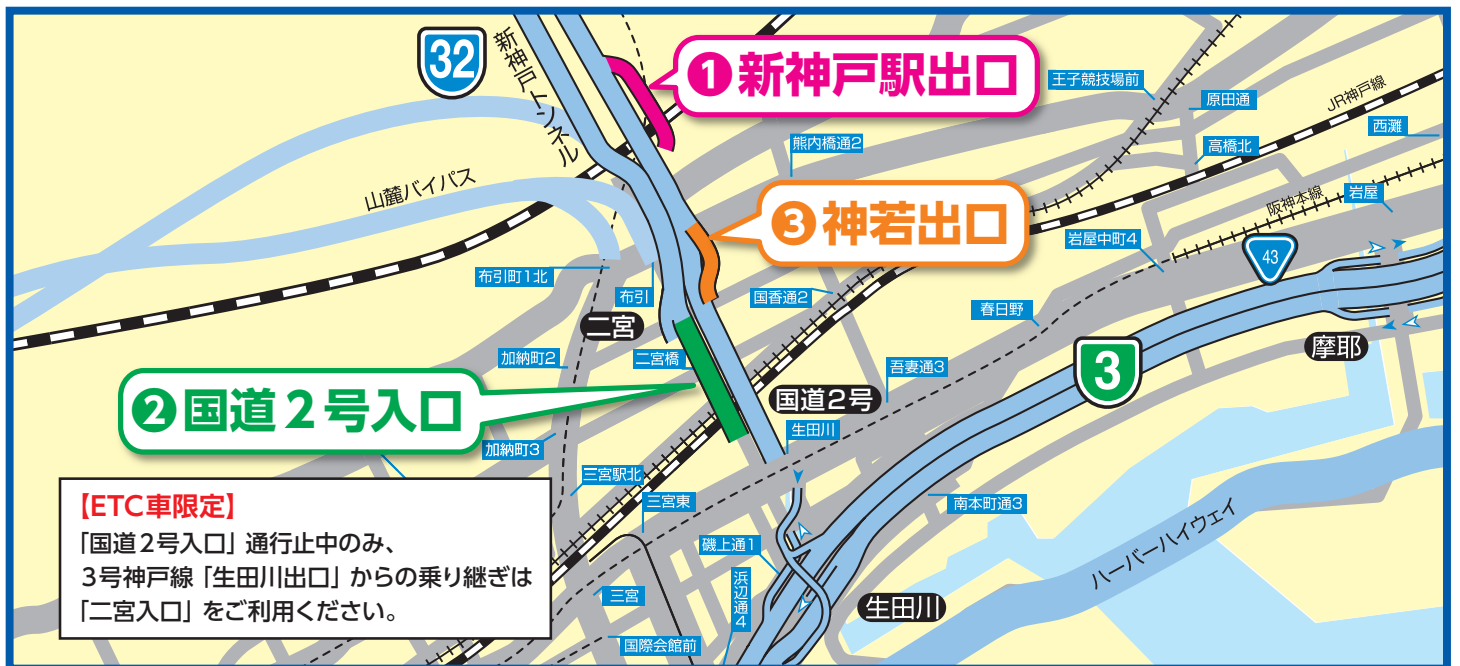 32
新神戸トンネル
❶新神戸駅出口
王子競技場前
原田通
JR神戸線
西灘
熊内橋通2
高橋北
山麓バイパス
阪神本線
岩屋
❸神若出口
岩屋中町4
43
布引町1北
布引
国香通2
春日野
二宮
加納町2
二宮橋
吾妻通3
3
摩耶
❷国道2号入口
国道2号
生田川
加納町3
三宮駅北
三宮東
南本町通3
【ETC車限定】
「国道2号入口」通行止中のみ、
3号神戸線「生田川出口」からの乗り継ぎは
「二宮入口」をご利用ください。
磯上通1
ハーバーハイウェイ
浜辺通4
三宮
生田川
国際会館前